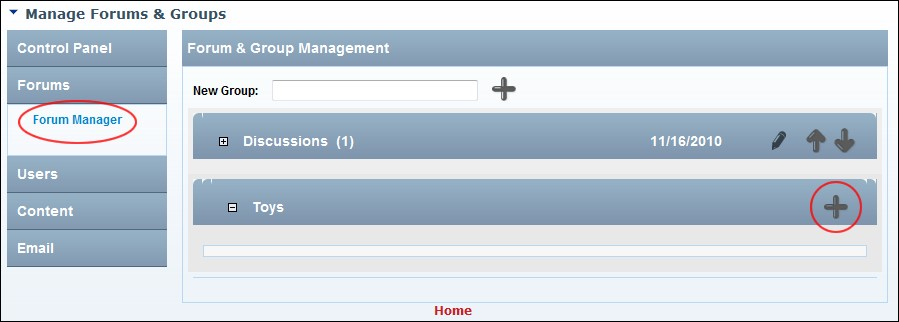 Manage Forums & Groups
Control Panel
Forums
Forum Manager
Users
Content
Email
Forum & Group Management
New Group:
Discussions (1) 11/16/2010
Toys
Home